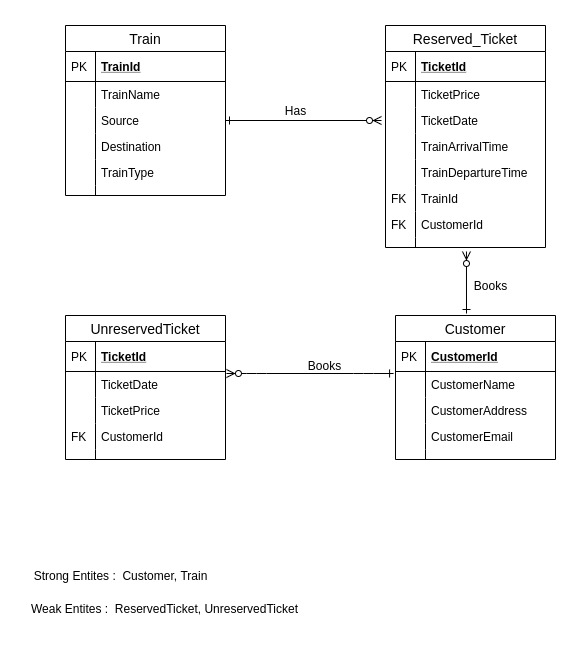 Train
PK TrainId
TrainName
Source
Destination
TrainType
Has
Reserved_Ticket
PK TicketId
TicketPrice
TicketDate
TrainArrivalTime
TrainDepartureTime
FK TrainId
FK CustomerId
Books
UnreservedTicket
PK TicketId
TicketDate
TicketPrice
FK CustomerId
Books
Customer
PK CustomerId
CustomerName
CustomerAddress
CustomerEmail
Strong Entites : Customer, Train
Weak Entites : ReservedTicket, UnreservedTicket